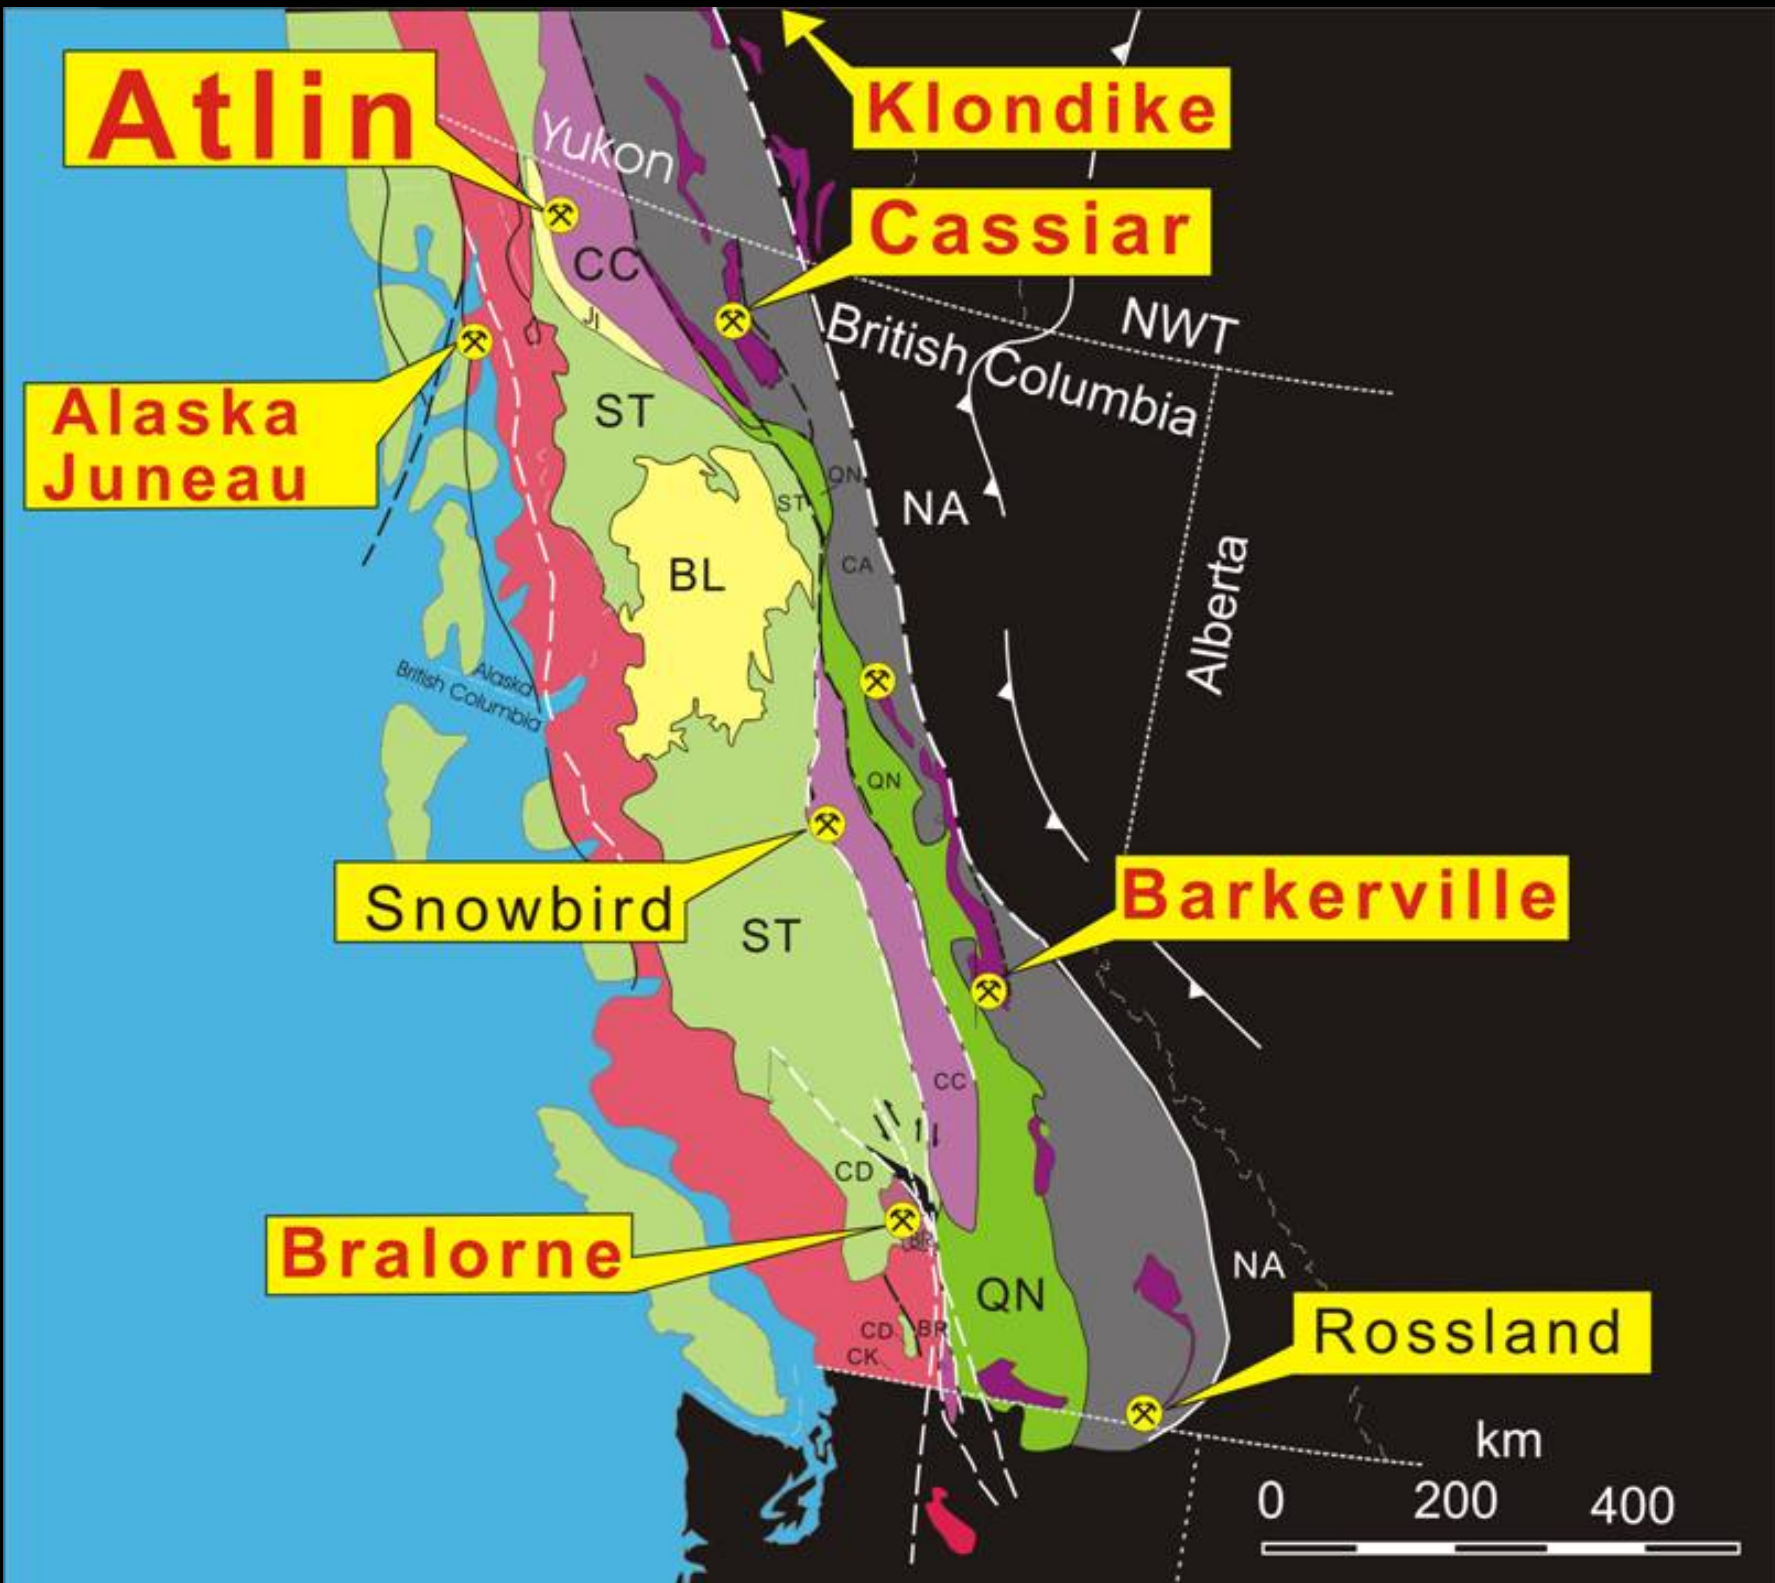 Atlin
Klondike
Yukon
Cassiar
CC
NWT
JI
British Columbia
Alaska
Juneau
ST
QN
ST
NA
CA
BL
Alberta
Alaska
British Columbia
QN
Snowbird
Barkerville
ST
CC
CD
Bralorne
BR
NA
QN
Rossland
CD
BR
CK
km
0 200 400